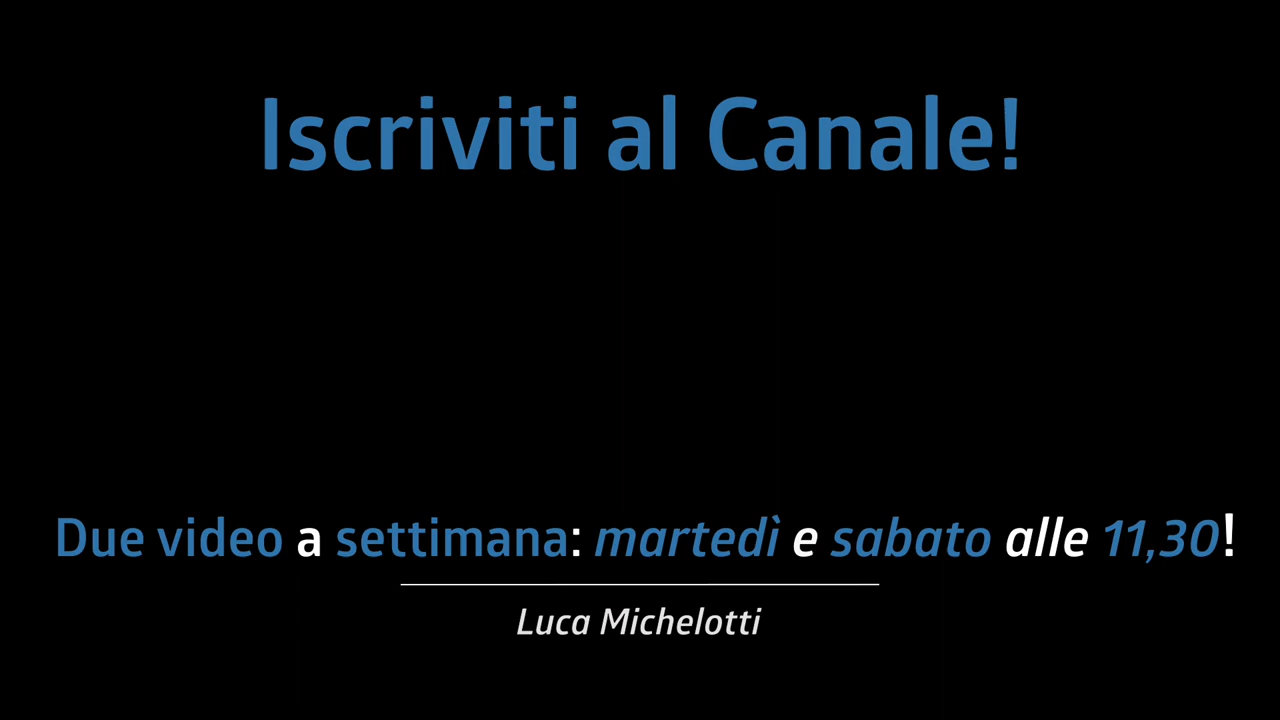 Iscriviti al Canale!
Due video a settimana: martedì e sabato alle 11,30!
Luca Michelotti